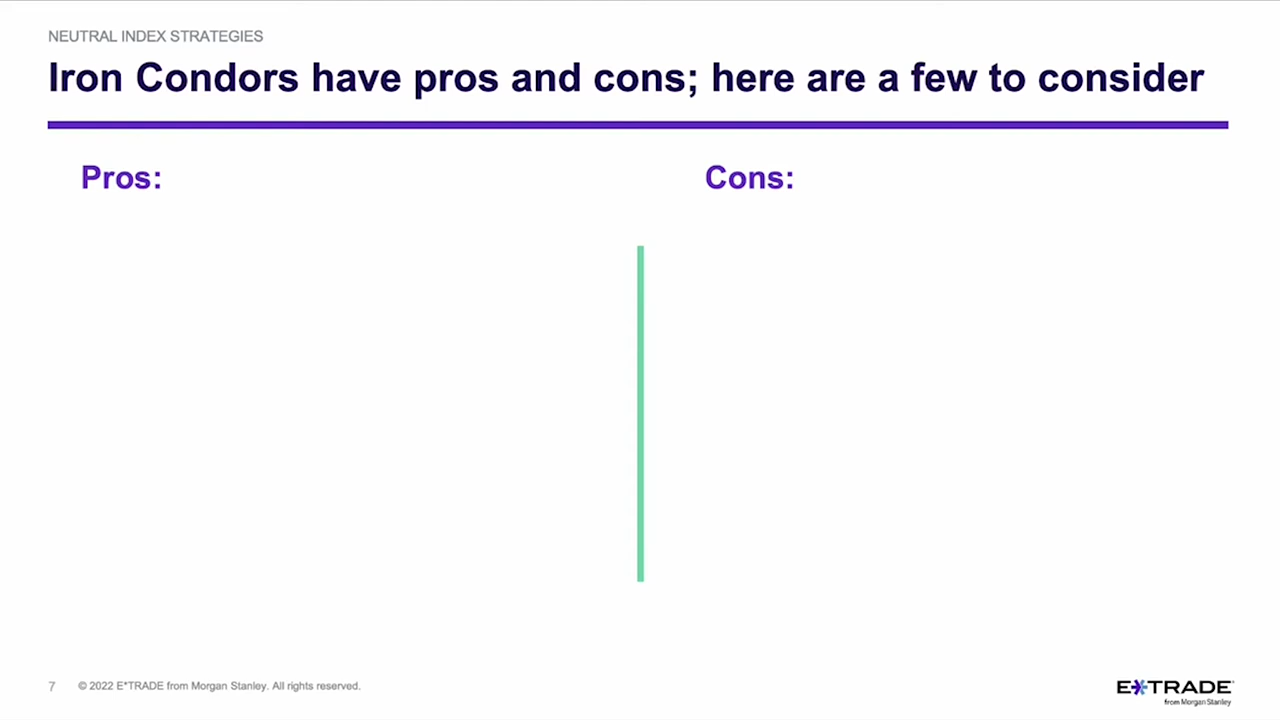 NEUTRAL INDEX STRATEGIES
Iron Condors have pros and cons; here are a few to consider
Pros:
Cons:
7
© 2022 E*TRADE from Morgan Stanley. All rights reserved.
E*TRADE
from Morgan Stanley